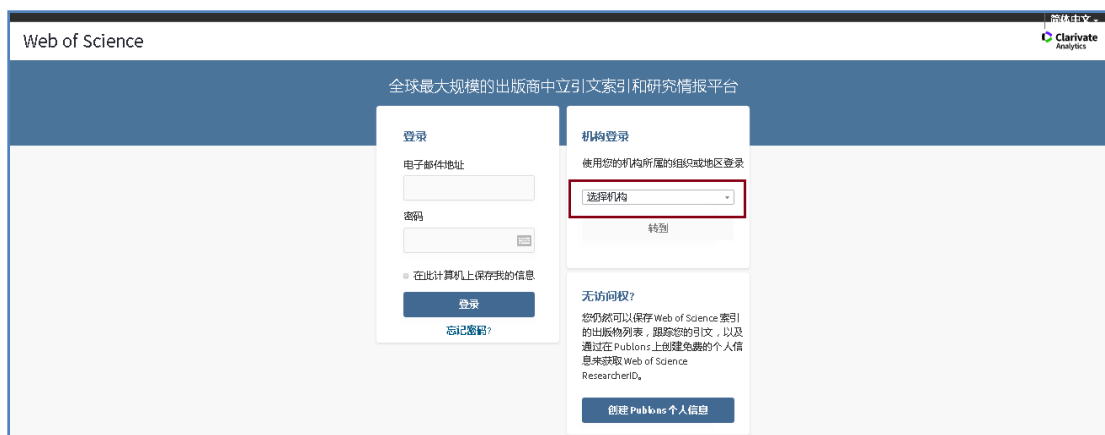 简体中文
Web of Science
Clarivate
Analytics
全球最大规模的出版商中立引文索引和研究情报平台
登录
电子邮件地址
密码
在此计算机上保存我的信息
登录
忘记密码?
机构登录
使用您的机构所属的组织或地区登录
选择机构
转到
无访问权?
您仍然可以保存 Web of Science 索引
的出版物列表，跟踪您的引文，以及
通过在 Publons 上创建免费的个人信
息来获取 Web of Science
ResearcherID。
创建 Publons 个人信息